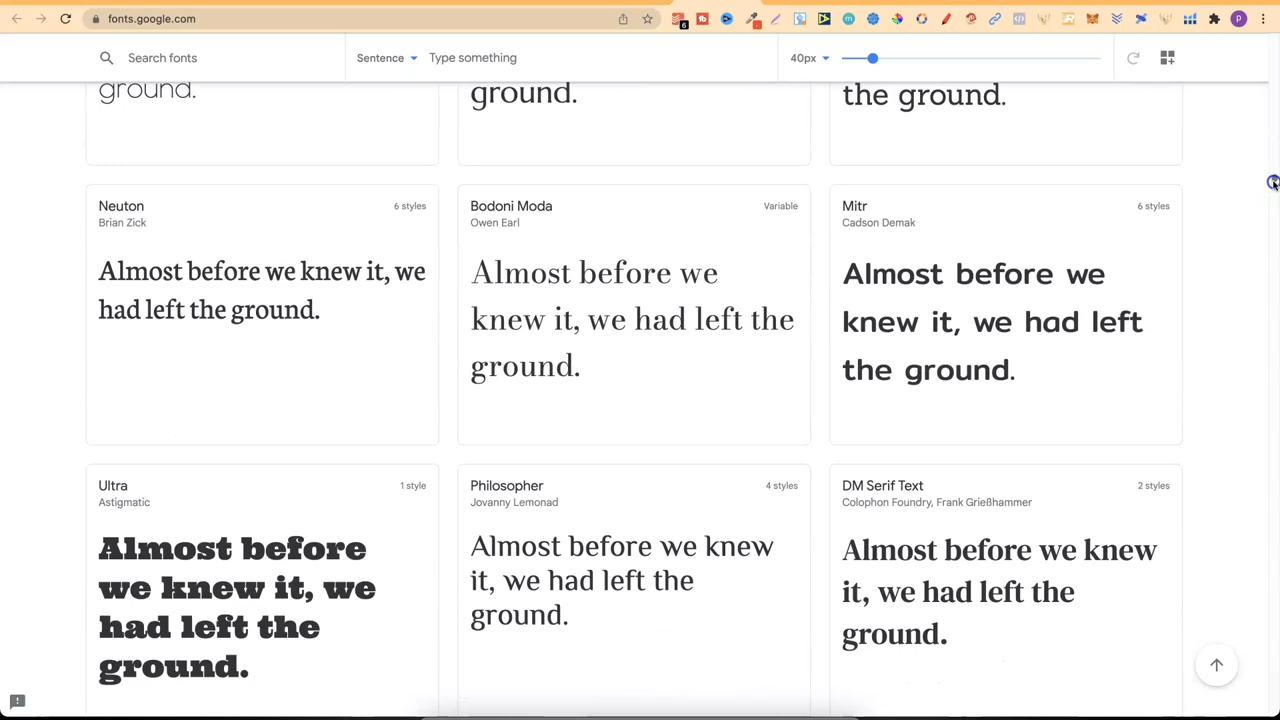 fonts.google.com
6
P
Search fonts
Sentence
Type something
40px
ground.
ground.
the ground.
Neuton
6 styles
Brian Zick
Almost before we knew it, we
had left the ground.
Bodoni Moda
Variable
Owen Earl
Almost before we
knew it, we had left the
ground.
Mitr
6 styles
Cadson Demak
Almost before we
knew it, we had left
the ground.
Ultra
1 style
Astigmatic
Almost before
we knew it, we
had left the
ground.
Philosopher
4 styles
Jovanny Lemonad
Almost before we knew
it, we had left the
ground.
DM Serif Text
2 styles
Colophon Foundry, Frank Grießhammer
Almost before we knew
it, we had left the
ground.